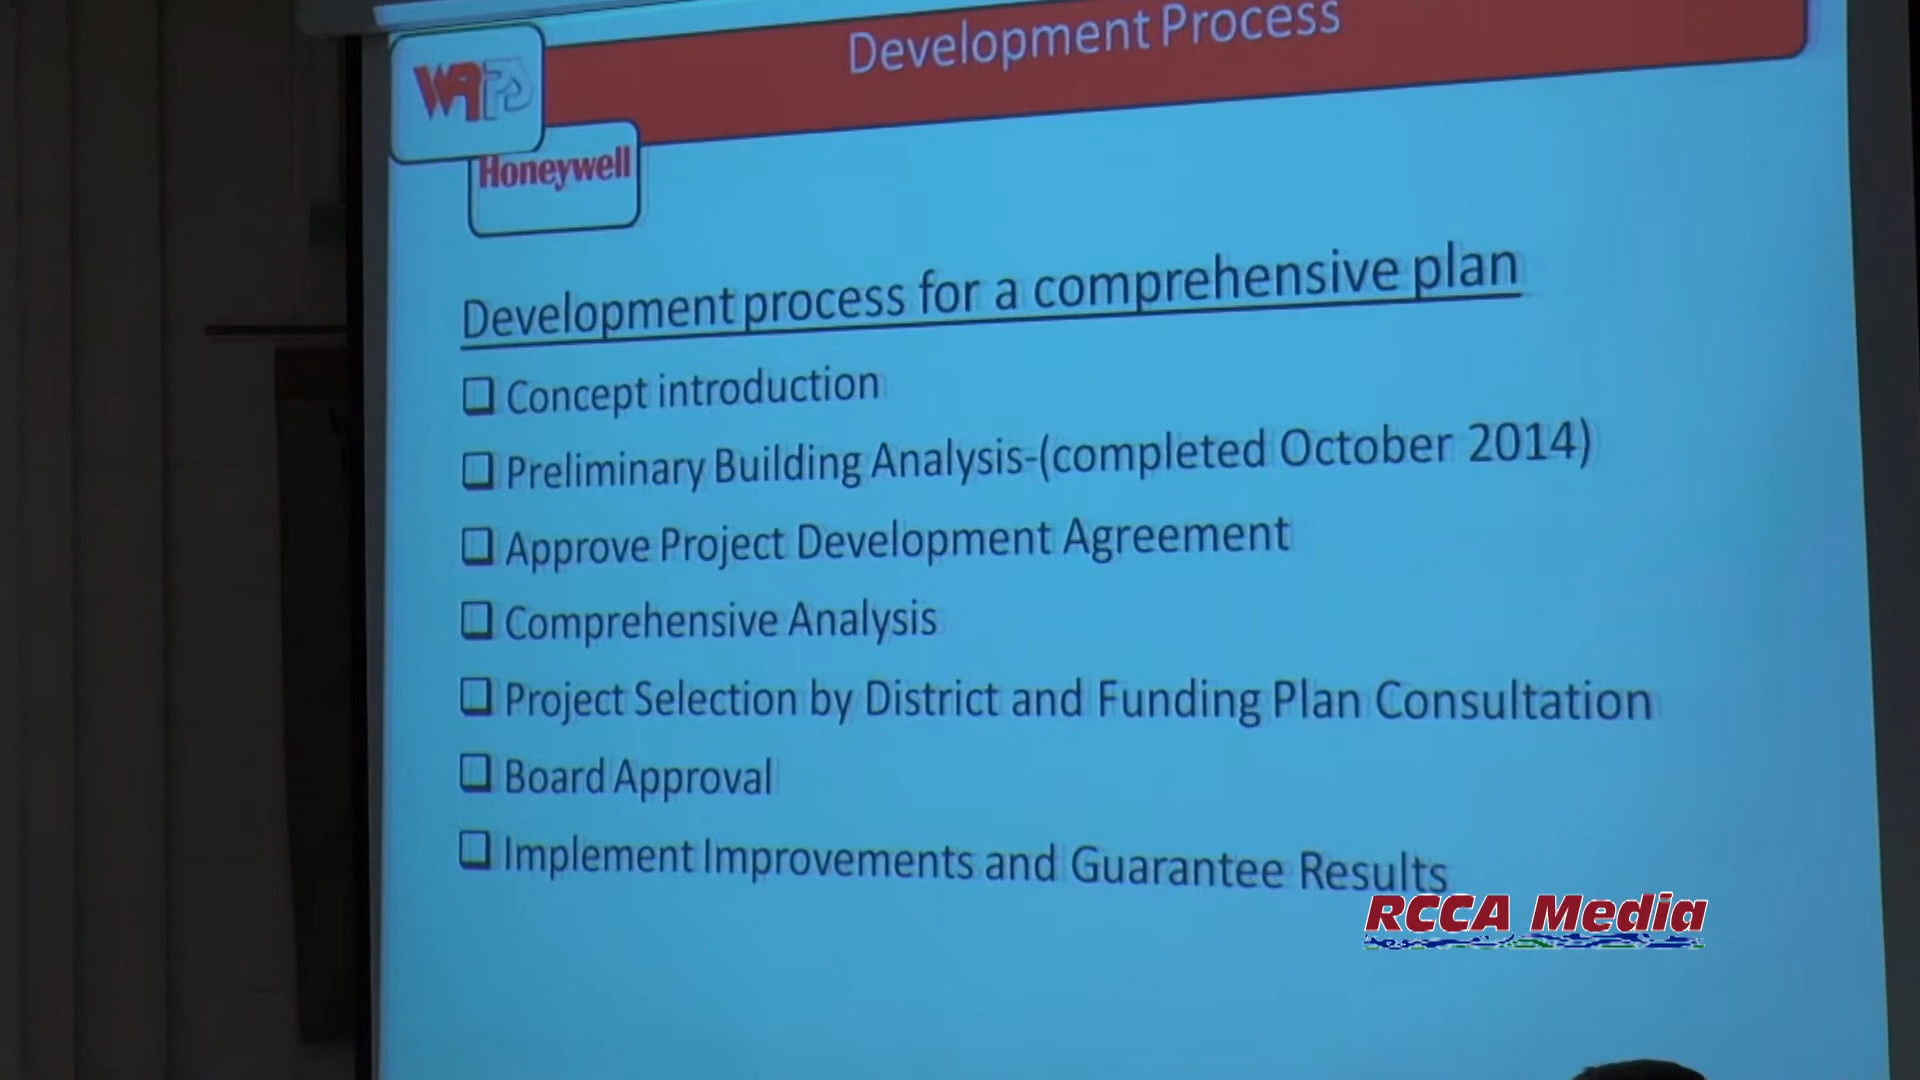 Development Process
Honeywell
Development process for a comprehensive plan
Concept introduction
Preliminary Building Analysis-(completed October 2014)
Approve Project Development Agreement
Comprehensive Analysis
Project Selection by District and Funding Plan Consultation
Board Approval
Implement Improvements and Guarantee Results
RCCA Media